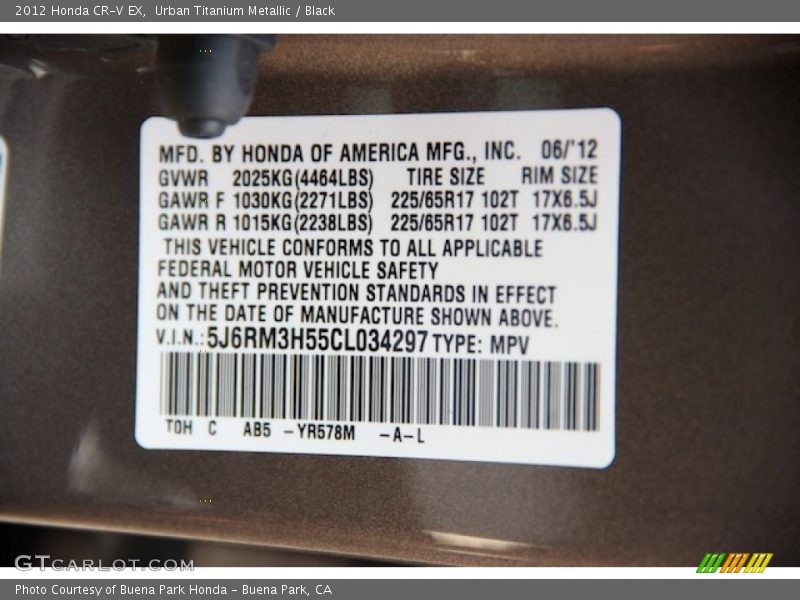 2012 Honda CR-V EX,  Urban Titanium Metallic / Black
MFD. BY HONDA OF AMERICA MFG., INC.  06/'12
GVWR  2025KG(4464LBS)  TIRE SIZE  RIM SIZE
GAWR F 1030KG(2271LBS)  225/65R17 102T  17X6.5J
GAWR R 1015KG(2238LBS)  225/65R17 102T  17X6.5J
THIS VEHICLE CONFORMS TO ALL APPLICABLE
FEDERAL MOTOR VEHICLE SAFETY
AND THEFT PREVENTION STANDARDS IN EFFECT
ON THE DATE OF MANUFACTURE SHOWN ABOVE.
V.I.N.:5J6RM3H55CL034297 TYPE: MPV
TOH  C  AB5  -YR578M  -A-L
GTCARLOT.COM
Photo Courtesy of Buena Park Honda - Buena Park, CA